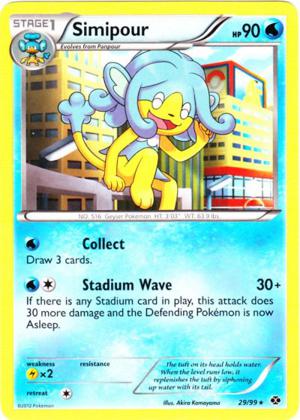 STAGE1 Simipour HP90
Evolves from Panpour
NO. 516 Geyser Pokémon HT: 3'03" WT: 63.9 lbs.
Collect
Draw 3 cards.
Stadium Wave 30+
If there is any Stadium card in play, this attack does
30 more damage and the Defending Pokémon is now
Asleep.
weakness resistance
×2
retreat
The tuft on its head holds water.
When the level runs low, it
replenishes the tuft by siphoning
up water with its tail.
©2012 Pokémon
Illus. Akira Komayama
29/99 ★